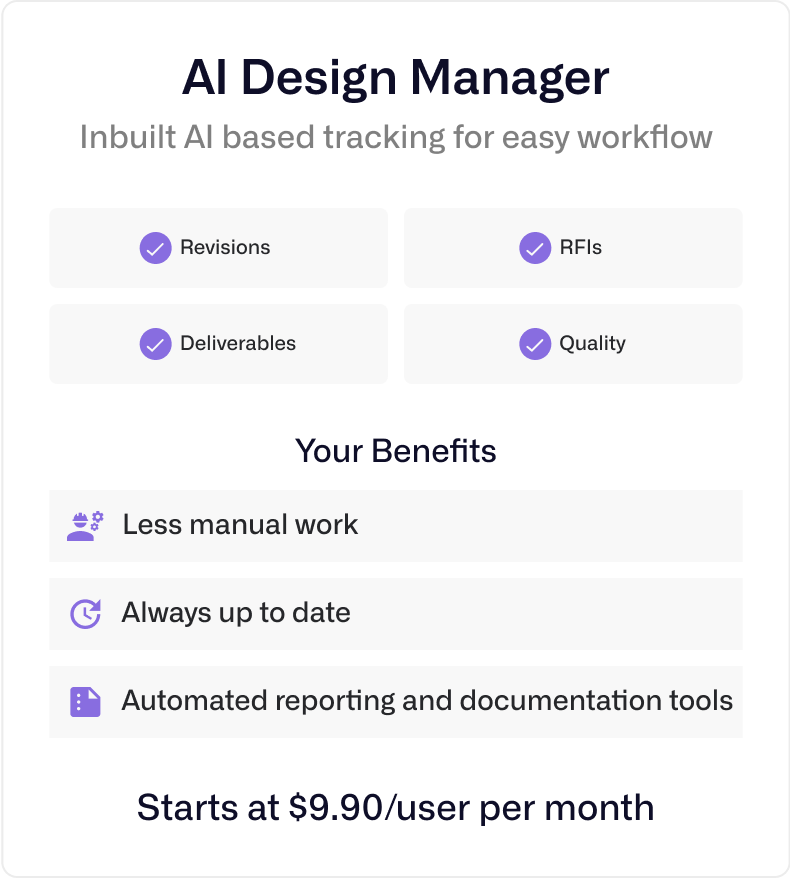 AI Design Manager
Inbuilt AI based tracking for easy workflow
Revisions
RFIs
Deliverables
Quality
Your Benefits
Less manual work
Always up to date
Automated reporting and documentation tools
Starts at $9.90/user per month